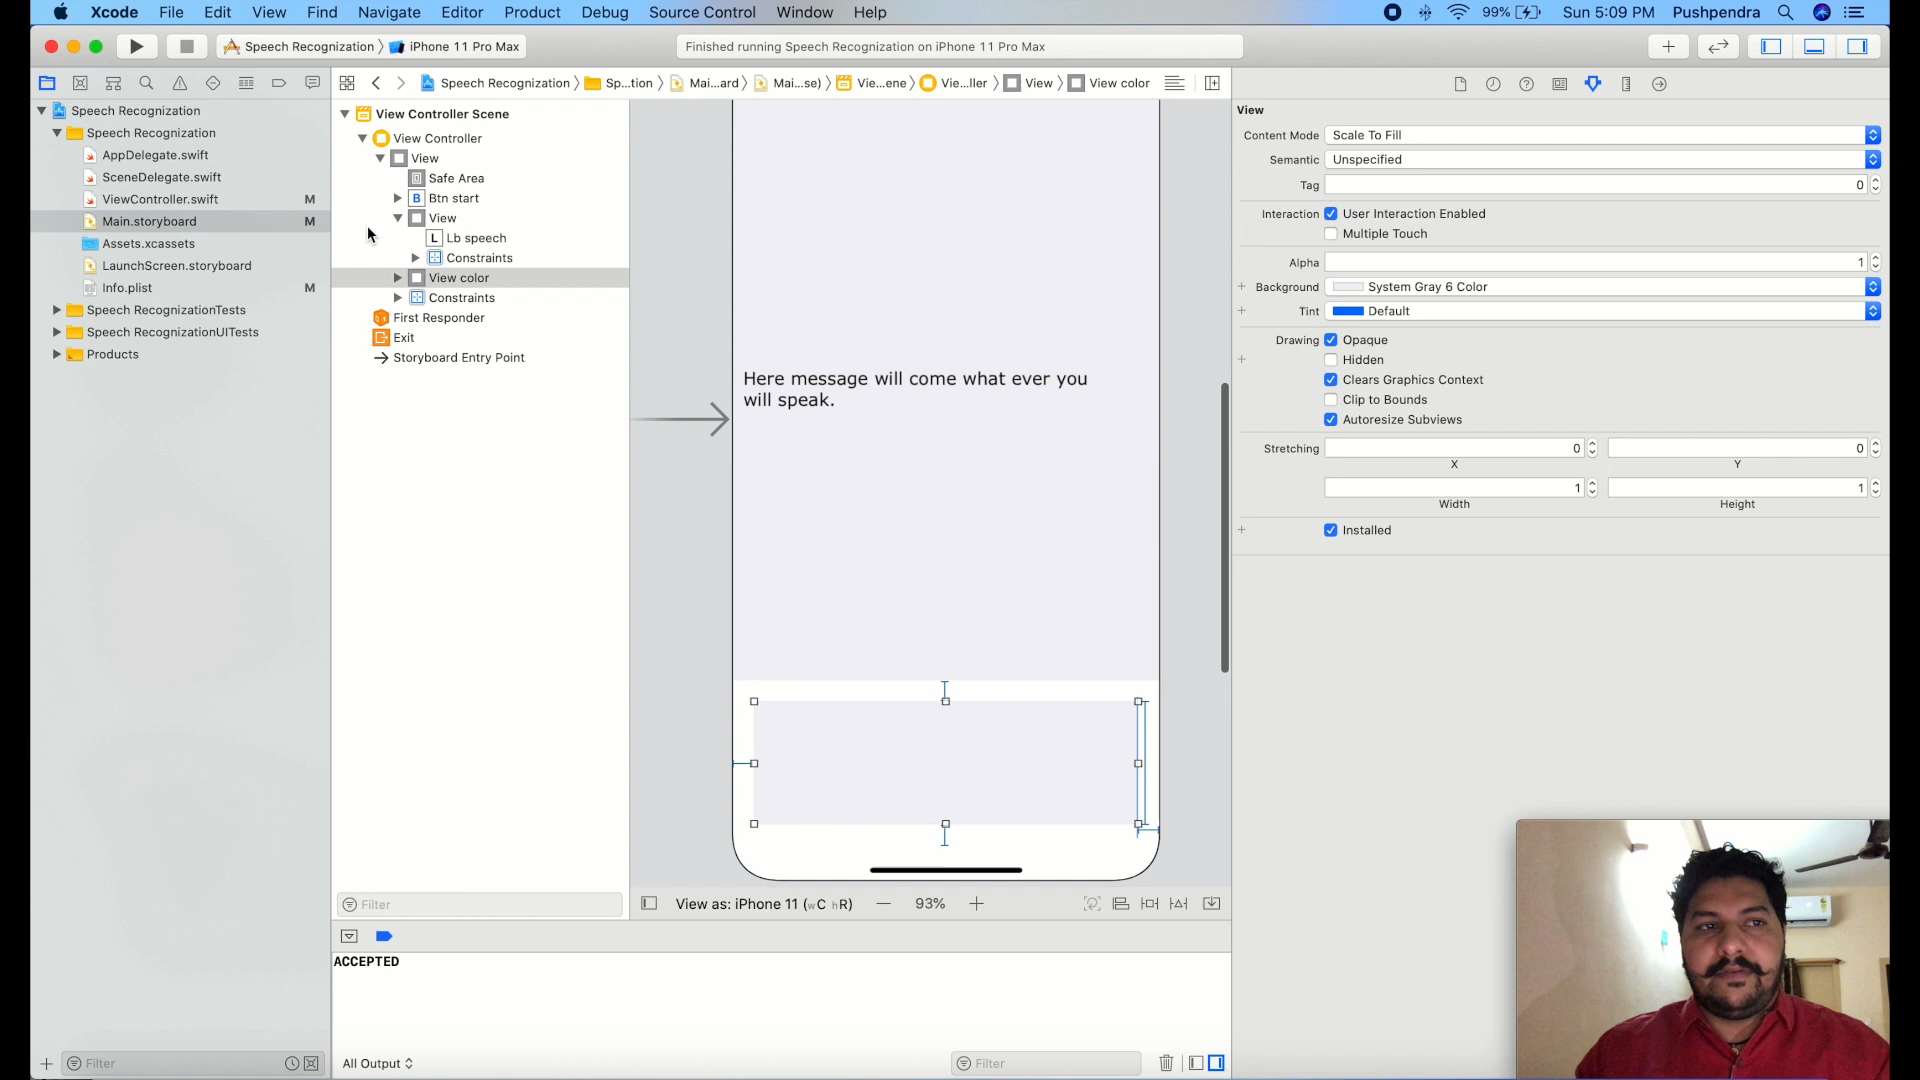 Xcode File Edit View Find Navigate Editor Product Debug Source Control Window Help
99% Sun 5:09 PM Pushpendra
Speech Recognization iPhone 11 Pro Max
Finished running Speech Recognization on iPhone 11 Pro Max
Speech Recognization Sp...tion Mai...ard Mai...se) Vie...ene Vie...ller View View color
Speech Recognization
Speech Recognization
AppDelegate.swift
SceneDelegate.swift
ViewController.swift M
Main.storyboard M
Assets.xcassets
LaunchScreen.storyboard
Info.plist M
Speech RecognizationTests
Speech RecognizationUITests
Products
Filter
View Controller Scene
View Controller
View
Safe Area
B Btn start
View
L Lb speech
Constraints
View color
Constraints
First Responder
Exit
Storyboard Entry Point
Filter
Here message will come what ever you
will speak.
View as: iPhone 11 (wC hR) 93%
ACCEPTED
All Output
Filter
View
Content Mode Scale To Fill
Semantic Unspecified
Tag 0
Interaction User Interaction Enabled
Multiple Touch
Alpha 1
Background System Gray 6 Color
Tint Default
Drawing Opaque
Hidden
Clears Graphics Context
Clip to Bounds
Autoresize Subviews
Stretching 0 0
X Y
1 1
Width Height
Installed